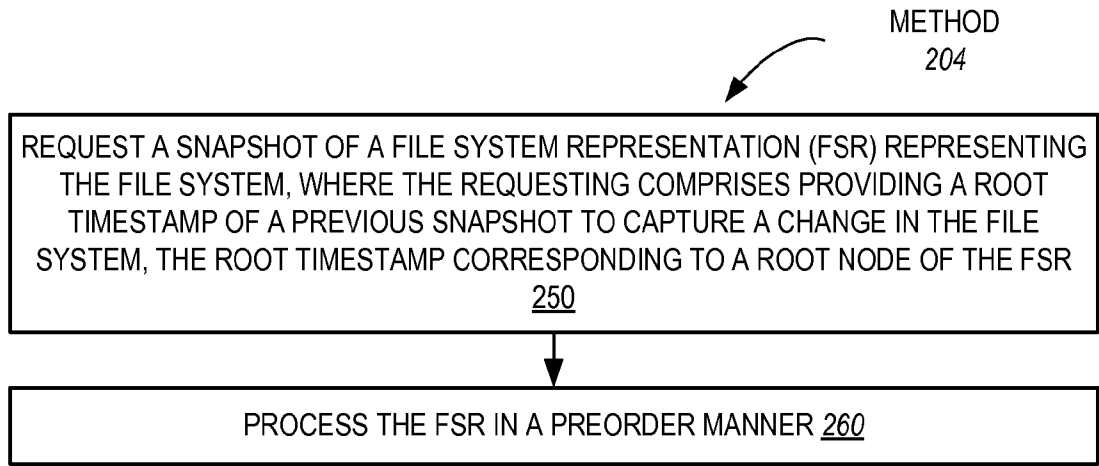 METHOD
204
REQUEST A SNAPSHOT OF A FILE SYSTEM REPRESENTATION (FSR) REPRESENTING
THE FILE SYSTEM, WHERE THE REQUESTING COMPRISES PROVIDING A ROOT
TIMESTAMP OF A PREVIOUS SNAPSHOT TO CAPTURE A CHANGE IN THE FILE
SYSTEM, THE ROOT TIMESTAMP CORRESPONDING TO A ROOT NODE OF THE FSR
250
PROCESS THE FSR IN A PREORDER MANNER 260